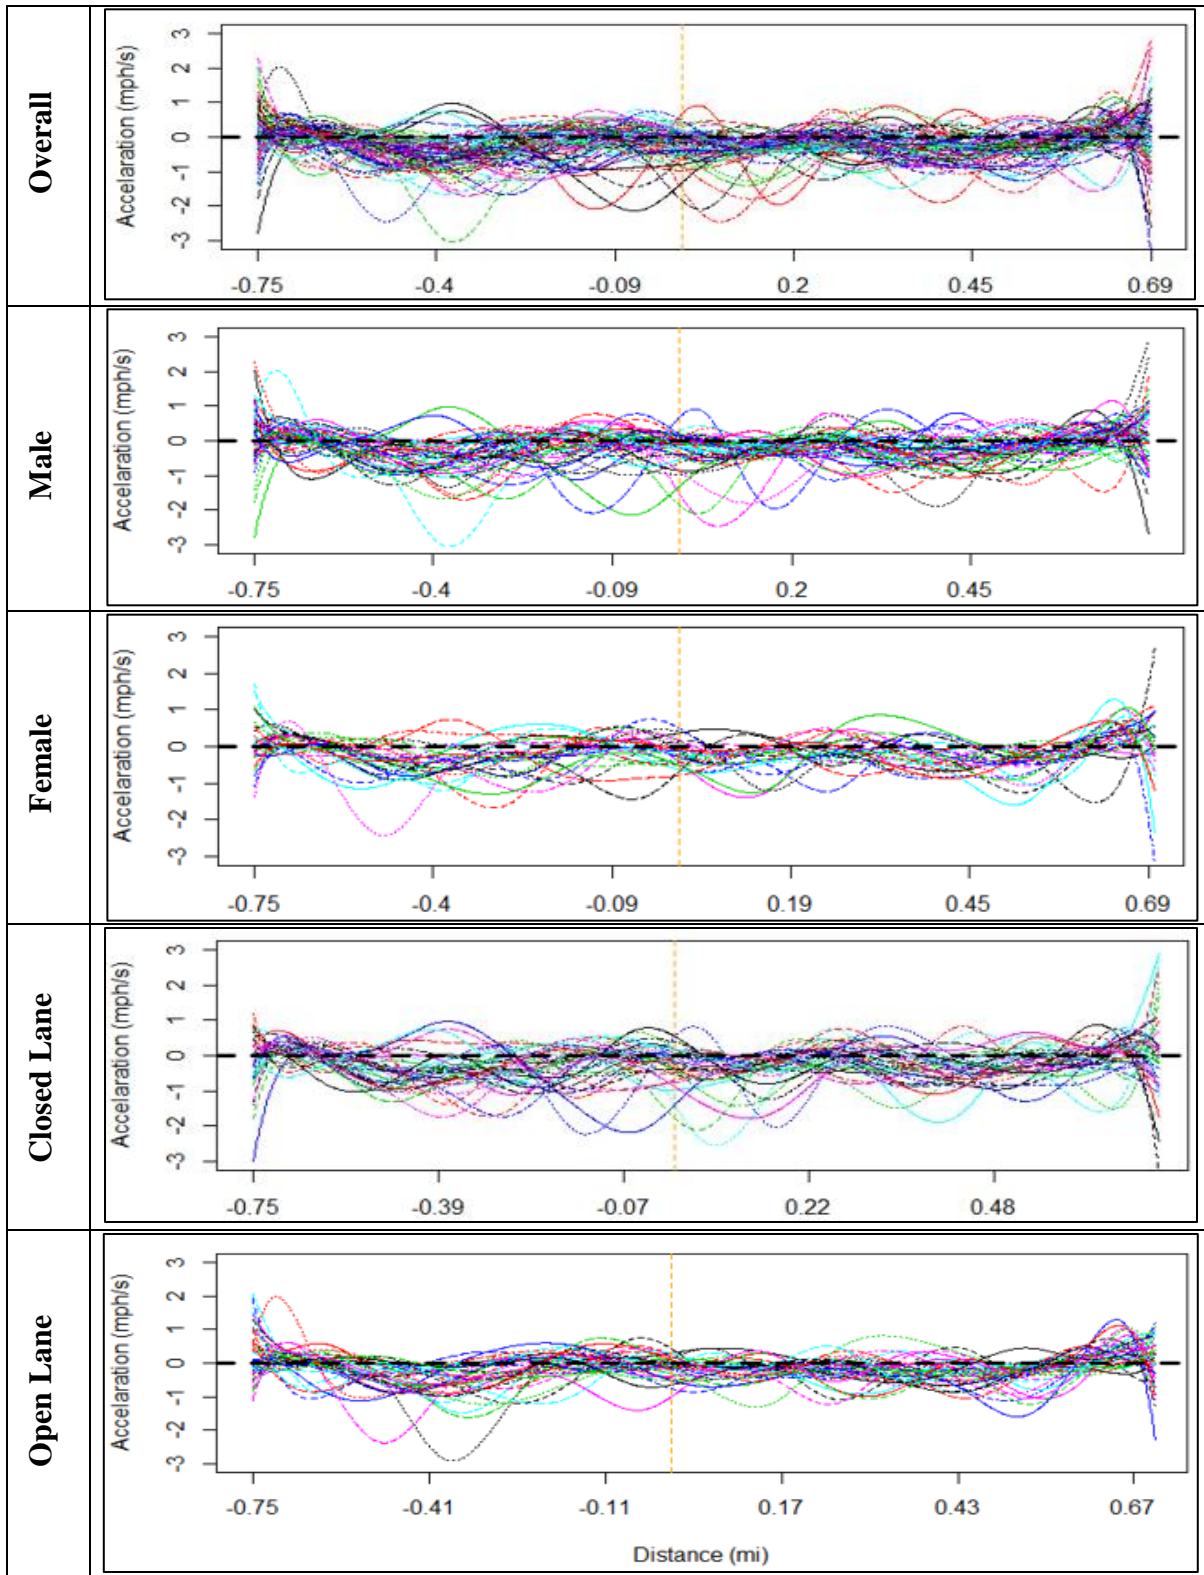 Overall
Accelaration (mph/s)
3
2
1
0
-1
-2
-3
-0.75 -0.4 -0.09 0.2 0.45 0.69
Male
Accelaration (mph/s)
3
2
1
0
-1
-2
-3
-0.75 -0.4 -0.09 0.2 0.45
Female
Accelaration (mph/s)
3
2
1
0
-1
-2
-3
-0.75 -0.4 -0.09 0.19 0.45 0.69
Closed Lane
Accelaration (mph/s)
3
2
1
0
-1
-2
-3
-0.75 -0.39 -0.07 0.22 0.48
Open Lane
Accelaration (mph/s)
3
2
1
0
-1
-2
-3
-0.75 -0.41 -0.11 0.17 0.43 0.67
Distance (mi)